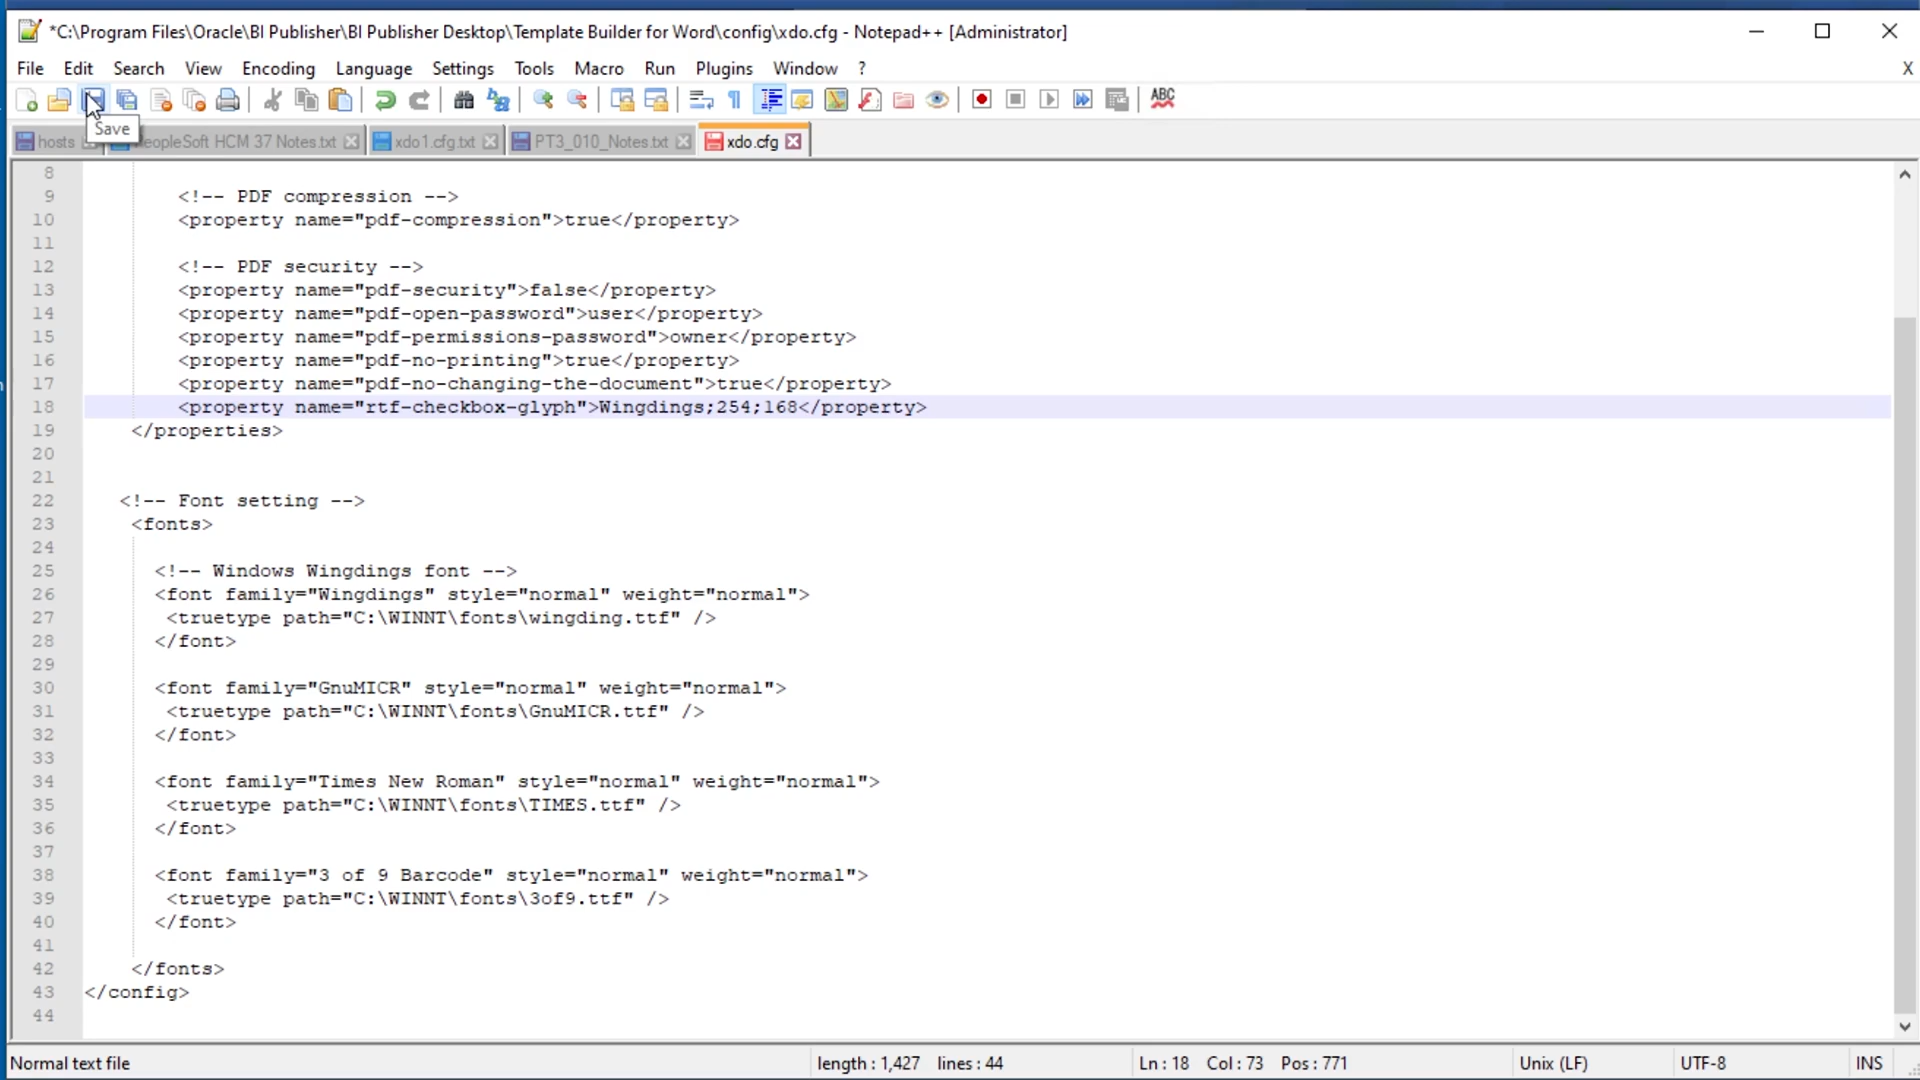 *C:\Program Files\Oracle\BI Publisher\BI Publisher Desktop\Template Builder for Word\config\xdo.cfg - Notepad++ [Administrator]
File Edit Search View Encoding Language Settings Tools Macro Run Plugins Window ? X
ABC
Save
hosts eopleSoft HCM 37 Notes.txt xdo1.cfg.txt PT3_010_Notes.txt xdo.cfg
8
9 <!-- PDF compression -->
10 <property name="pdf-compression">true</property>
11
12 <!-- PDF security -->
13 <property name="pdf-security">false</property>
14 <property name="pdf-open-password">user</property>
15 <property name="pdf-permissions-password">owner</property>
16 <property name="pdf-no-printing">true</property>
17 <property name="pdf-no-changing-the-document">true</property>
18 <property name="rtf-checkbox-glyph">Wingdings;254;168</property>
19 </properties>
20
21
22 <!-- Font setting -->
23 <fonts>
24
25 <!-- Windows Wingdings font -->
26 <font family="Wingdings" style="normal" weight="normal">
27 <truetype path="C:\WINNT\fonts\wingding.ttf" />
28 </font>
29
30 <font family="GnuMICR" style="normal" weight="normal">
31 <truetype path="C:\WINNT\fonts\GnuMICR.ttf" />
32 </font>
33
34 <font family="Times New Roman" style="normal" weight="normal">
35 <truetype path="C:\WINNT\fonts\TIMES.ttf" />
36 </font>
37
38 <font family="3 of 9 Barcode" style="normal" weight="normal">
39 <truetype path="C:\WINNT\fonts\3of9.ttf" />
40 </font>
41
42 </fonts>
43 </config>
44
Normal text file length : 1,427 lines : 44 Ln : 18 Col : 73 Pos : 771 Unix (LF) UTF-8 INS